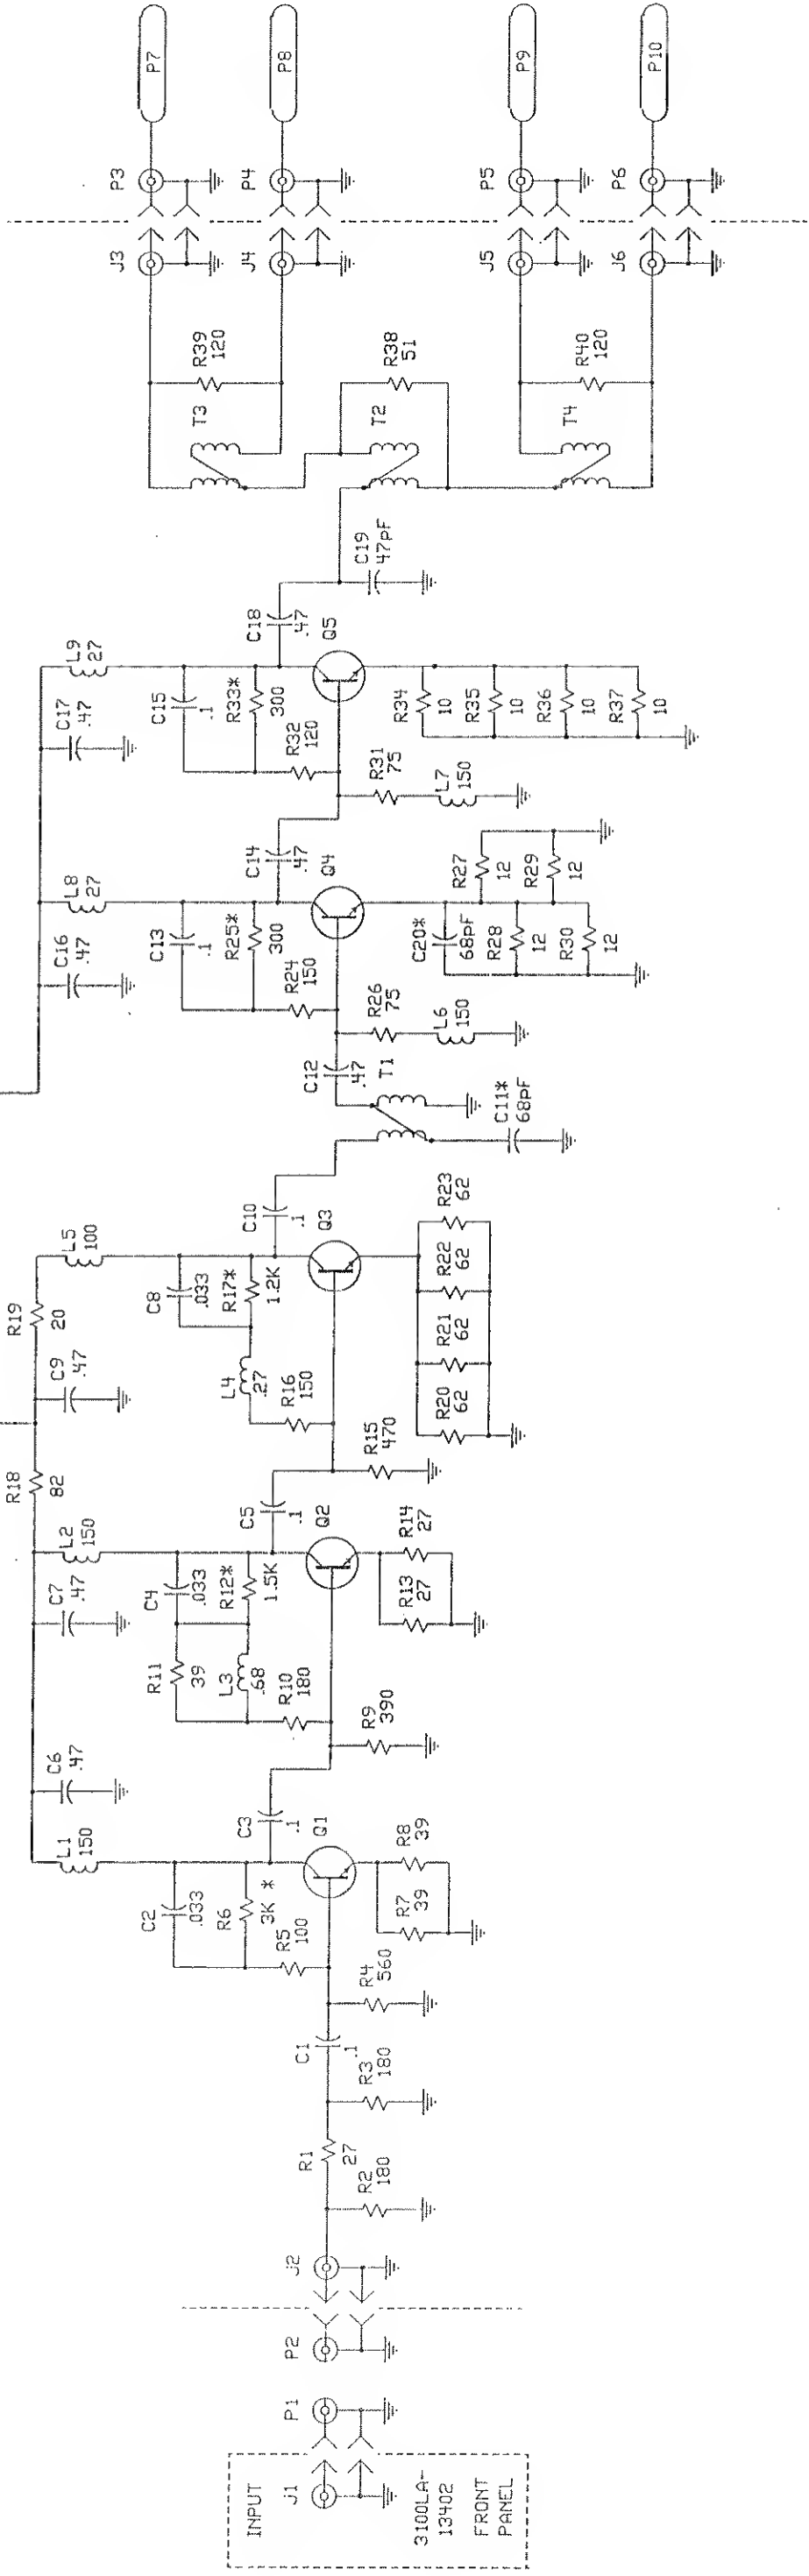 INPUT
J1
3100LA-
13402
FRONT
PANEL
P1
P2
J2
R2
180
R1
27
R3
180
C1
.1
R4
560
R5
100
R6
3K *
C2
.033
L1
150
C6
.47
Q1
R7
39
R8
39
C3
.1
R9
390
R10
180
L3
.68
R11
39
R12*
1.5K
C4
.033
C7
.47
L2
150
Q2
R13
27
R14
27
R18
82
C5
.1
R15
470
R16
150
L4
.27
R17*
1.2K
C8
.033
C9
.47
R19
20
L5
100
Q3
R20
62
R21
62
R22
62
R23
62
C10
.1
C11*
68pF
T1
C12
.47
R26
75
L6
150
R24
150
R25*
300
C13
.1
C16
.47
L8
27
Q4
C20*
68pF
R28
12
R30
12
R27
12
R29
12
C14
.47
R31
75
L7
150
R32
120
R33*
300
C15
.1
C17
.47
L9
27
Q5
R34
10
R35
10
R36
10
R37
10
C18
.47
C19
47pF
T3
T2
T4
R39
120
R38
51
R40
120
J3
J4
J5
J6
P3
P4
P5
P6
P7
P8
P9
P10